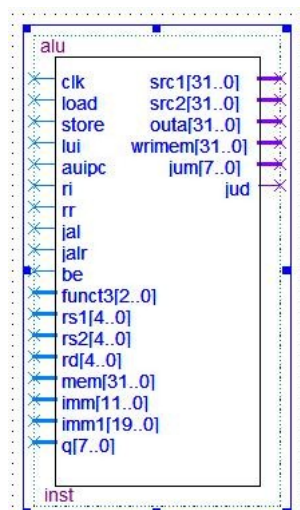 alu
clk src1[31..0]
load src2[31..0]
store outa[31..0]
lui wrimem[31..0]
auipc jum[7..0]
ri jud
rr
jal
jalr
be
funct3[2..0]
rs1[4..0]
rs2[4..0]
rd[4..0]
mem[31..0]
imm[11..0]
imm1[19..0]
q[7..0]
inst